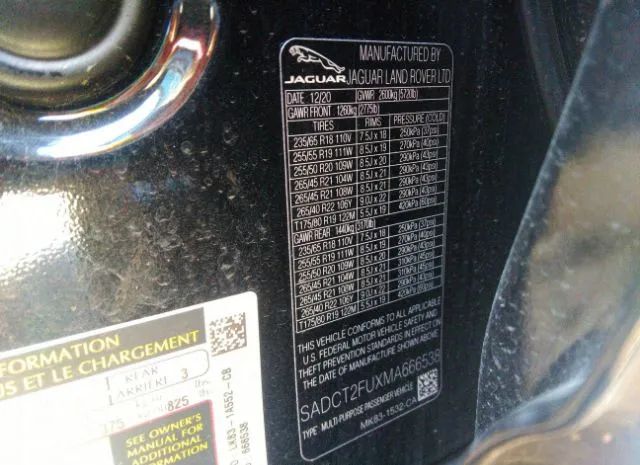 JAGUAR
MANUFACTURED BY
JAGUAR LAND ROVER LTD
DATE 12/20 GVWR 2600kg (5720lb)
GAWR FRONT 1260kg (2775lb)
TIRES RIMS PRESSURE (COLD)
235/65 R18 110V 7.5J x 18 250kPa (37psi)
255/55 R19 111W 8.5J x 19 270kPa (40psi)
255/50 R20 109W 8.5J x 20 290kPa (43psi)
265/45 R21 104W 8.5J x 21 290kPa (43psi)
265/45 R21 108W 8.5J x 21 290kPa (43psi)
265/40 R22 106Y 9.0J x 22 290kPa (43psi)
T175/80 R19 122M 5.5J x 19 420kPa (60psi)
GAWR REAR 1440kg (3170lb)
235/65 R18 110V 7.5J x 18 250kPa (37psi)
255/55 R19 111W 8.5J x 19 270kPa (40psi)
255/50 R20 109W 8.5J x 20 290kPa
265/45 R21 104W 8.5J x 21 310kPa (45psi)
265/45 R21 108W 8.5J x 21 310kPa (45psi)
265/40 R22 106Y 9.0J x 22 290kPa
T175/80 R19 122M 5.5J x 19 420kPa (60psi)
THIS VEHICLE CONFORMS TO ALL APPLICABLE
U.S. FEDERAL MOTOR VEHICLE SAFETY AND
THEFT PREVENTION STANDARDS IN EFFECT ON
THE DATE OF MANUFACTURE SHOWN ABOVE.
SADCT2FUXMA666538
TYPE: MULTI-PURPOSE PASSENGER VEHICLE
MK83-1532-CA
FORMATION
US ET LE CHARGEMENT
REAR
ARRIÈRE 3
825
375
SEE OWNER'S
MANUAL FOR
ADDITIONAL
INFORMATION
LK83-1A552-CB
666538